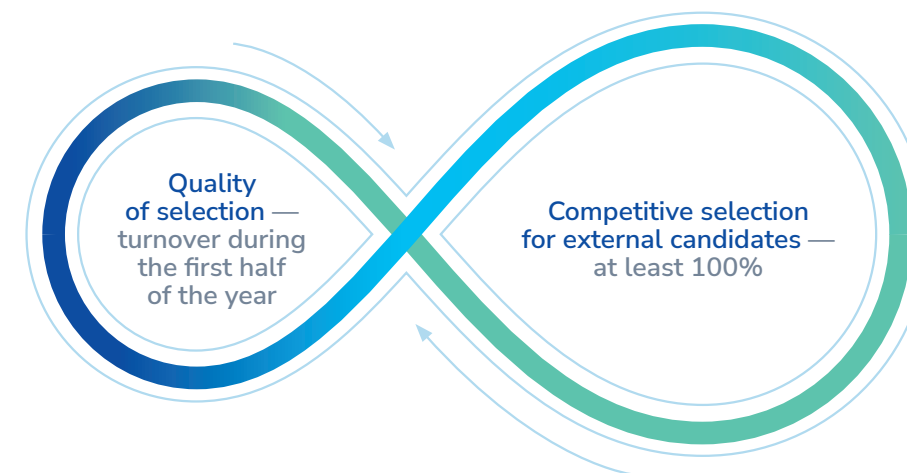 Quality
of selection —
turnover during
the first half
of the year
Competitive selection
for external candidates —
at least 100%